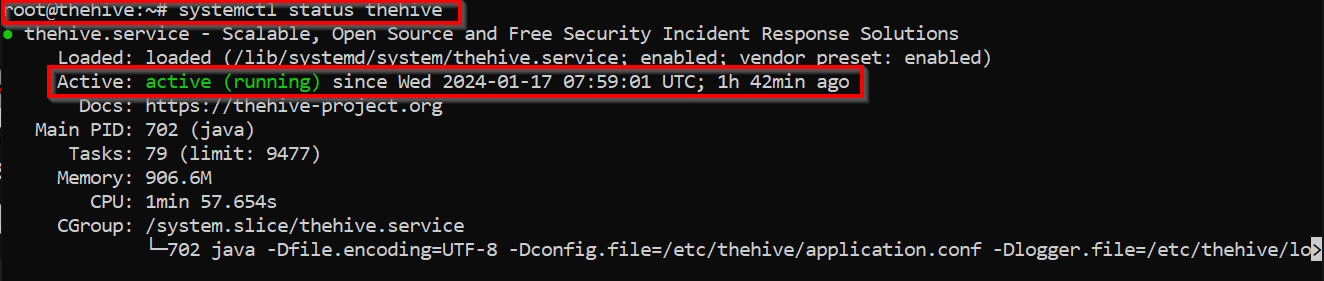 root@thehive:~# systemctl status thehive
● thehive.service - Scalable, Open Source and Free Security Incident Response Solutions
Loaded: loaded (/lib/systemd/system/thehive.service; enabled; vendor preset: enabled)
Active: active (running) since Wed 2024-01-17 07:59:01 UTC; 1h 42min ago
Docs: https://thehive-project.org
Main PID: 702 (java)
Tasks: 79 (limit: 9477)
Memory: 906.6M
CPU: 1min 57.654s
CGroup: /system.slice/thehive.service
└─702 java -Dfile.encoding=UTF-8 -Dconfig.file=/etc/thehive/application.conf -Dlogger.file=/etc/thehive/lo>